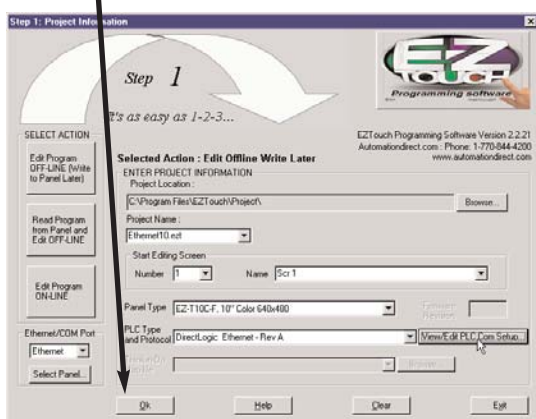 Step 1: Project Information
Step 1
It's as easy as 1-2-3...
EZ
TOUCH
Programming software
EZTouch Programming Software Version 2.2.21
Automationdirect.com : Phone: 1-770-844-4200
www.automationdirect.com
SELECT ACTION
Edit Program
OFF-LINE (Write
to Panel Later)
Read Program
from Panel and
Edit OFF-LINE
Edit Program
ON-LINE
Ethernet/COM Port
Ethernet
Select Panel...
Selected Action : Edit Offline Write Later
ENTER PROJECT INFORMATION
Project Location :
C:\Program Files\EZTouch\Project\
Browse...
Project Name :
Ethernet10.ezt
Start Editing Screen
Number 1 Name Scr 1
Panel Type EZ-T10C-F, 10" Color 640x480
Firmware
Revision
PLC Type
and Protocol DirectLogic Ethernet - Rev A View/Edit PLC Com Setup...
Browse...
Ok Help Clear Exit